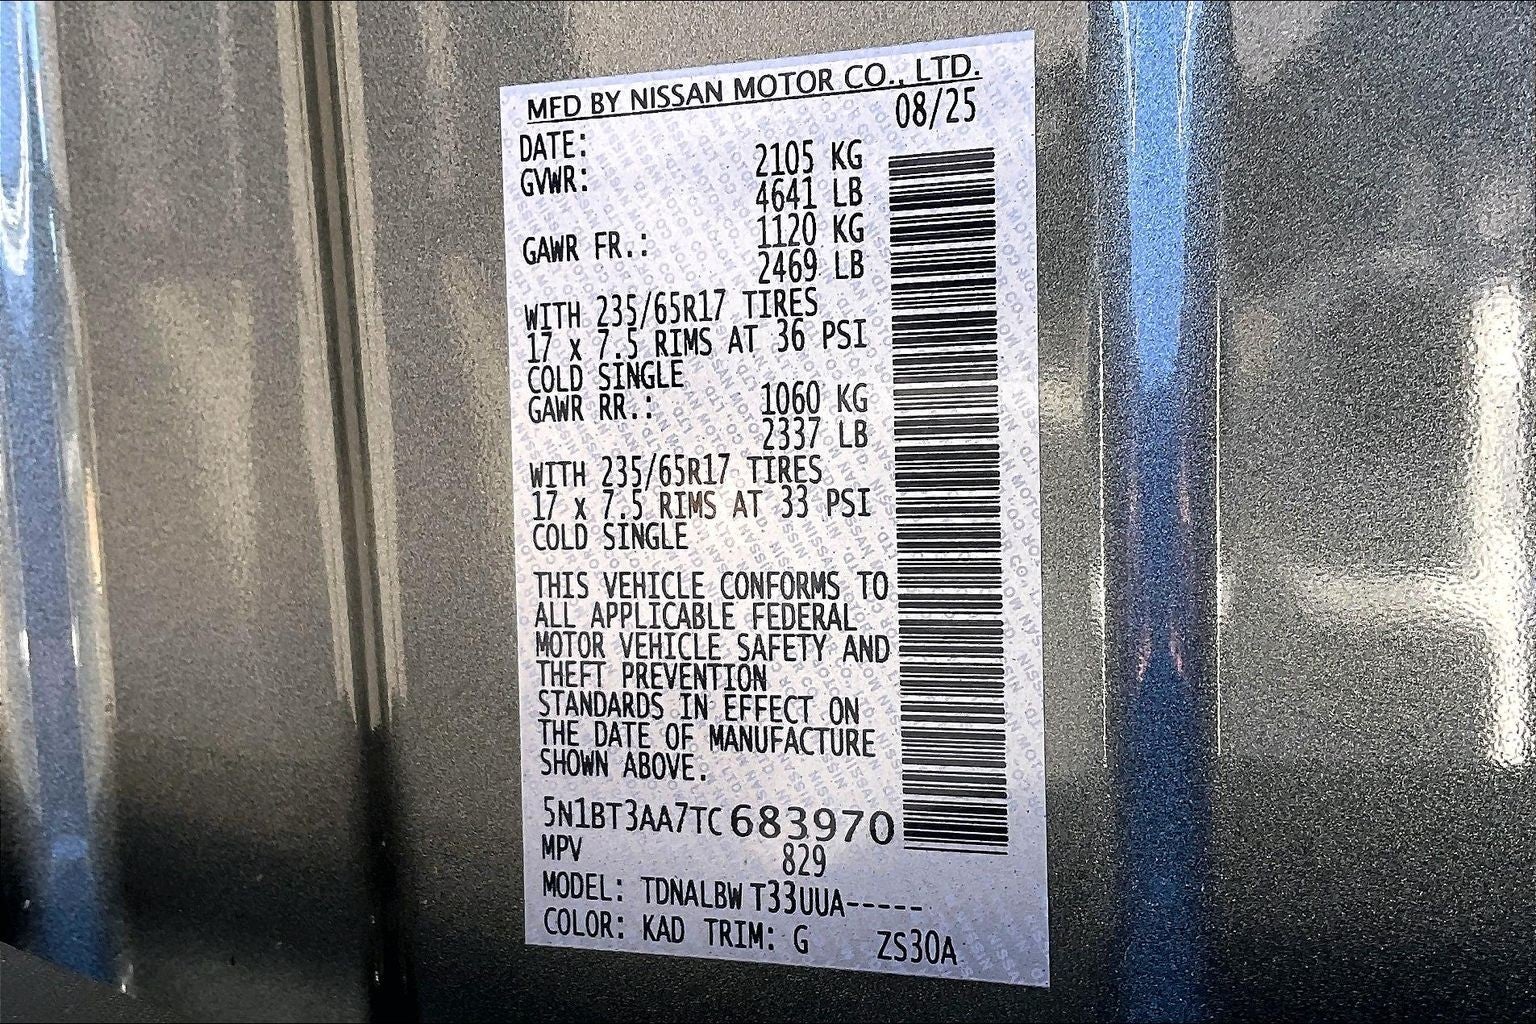 MFD BY NISSAN MOTOR CO., LTD.
DATE: 08/25
GVWR: 2105 KG
4641 LB
GAWR FR.: 1120 KG
2469 LB
WITH 235/65R17 TIRES
17 x 7.5 RIMS AT 36 PSI
COLD SINGLE
GAWR RR.: 1060 KG
2337 LB
WITH 235/65R17 TIRES
17 x 7.5 RIMS AT 33 PSI
COLD SINGLE
THIS VEHICLE CONFORMS TO
ALL APPLICABLE FEDERAL
MOTOR VEHICLE SAFETY AND
THEFT PREVENTION
STANDARDS IN EFFECT ON
THE DATE OF MANUFACTURE
SHOWN ABOVE.
5N1BT3AA7TC683970
MPV 829
MODEL: TDNALBW T33UUA-----
COLOR: KAD TRIM: G ZS30A